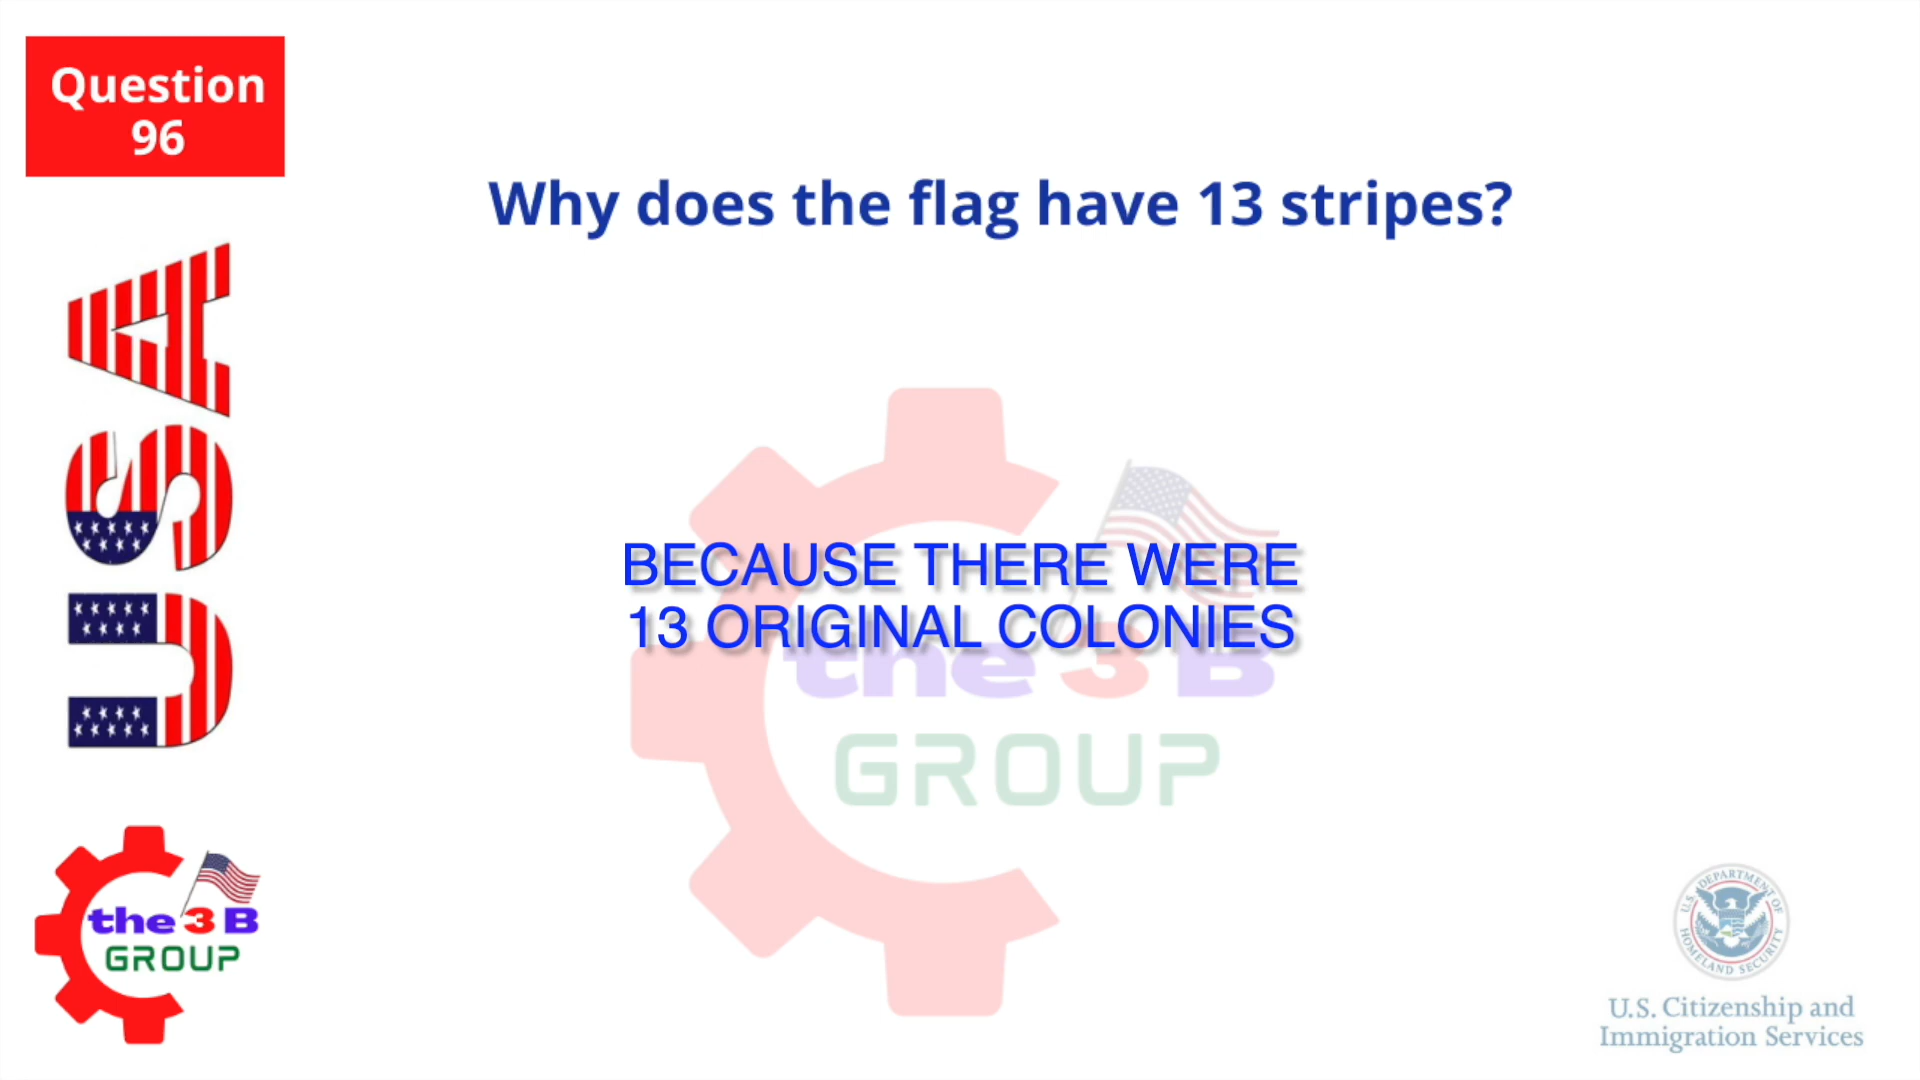 Question
96
Why does the flag have 13 stripes?
USA
BECAUSE THERE WERE
13 ORIGINAL COLONIES
the 3 B
GROUP
the 3 B
GROUP
U.S. DEPARTMENT OF
HOMELAND SECURITY
U.S. Citizenship and
Immigration Services